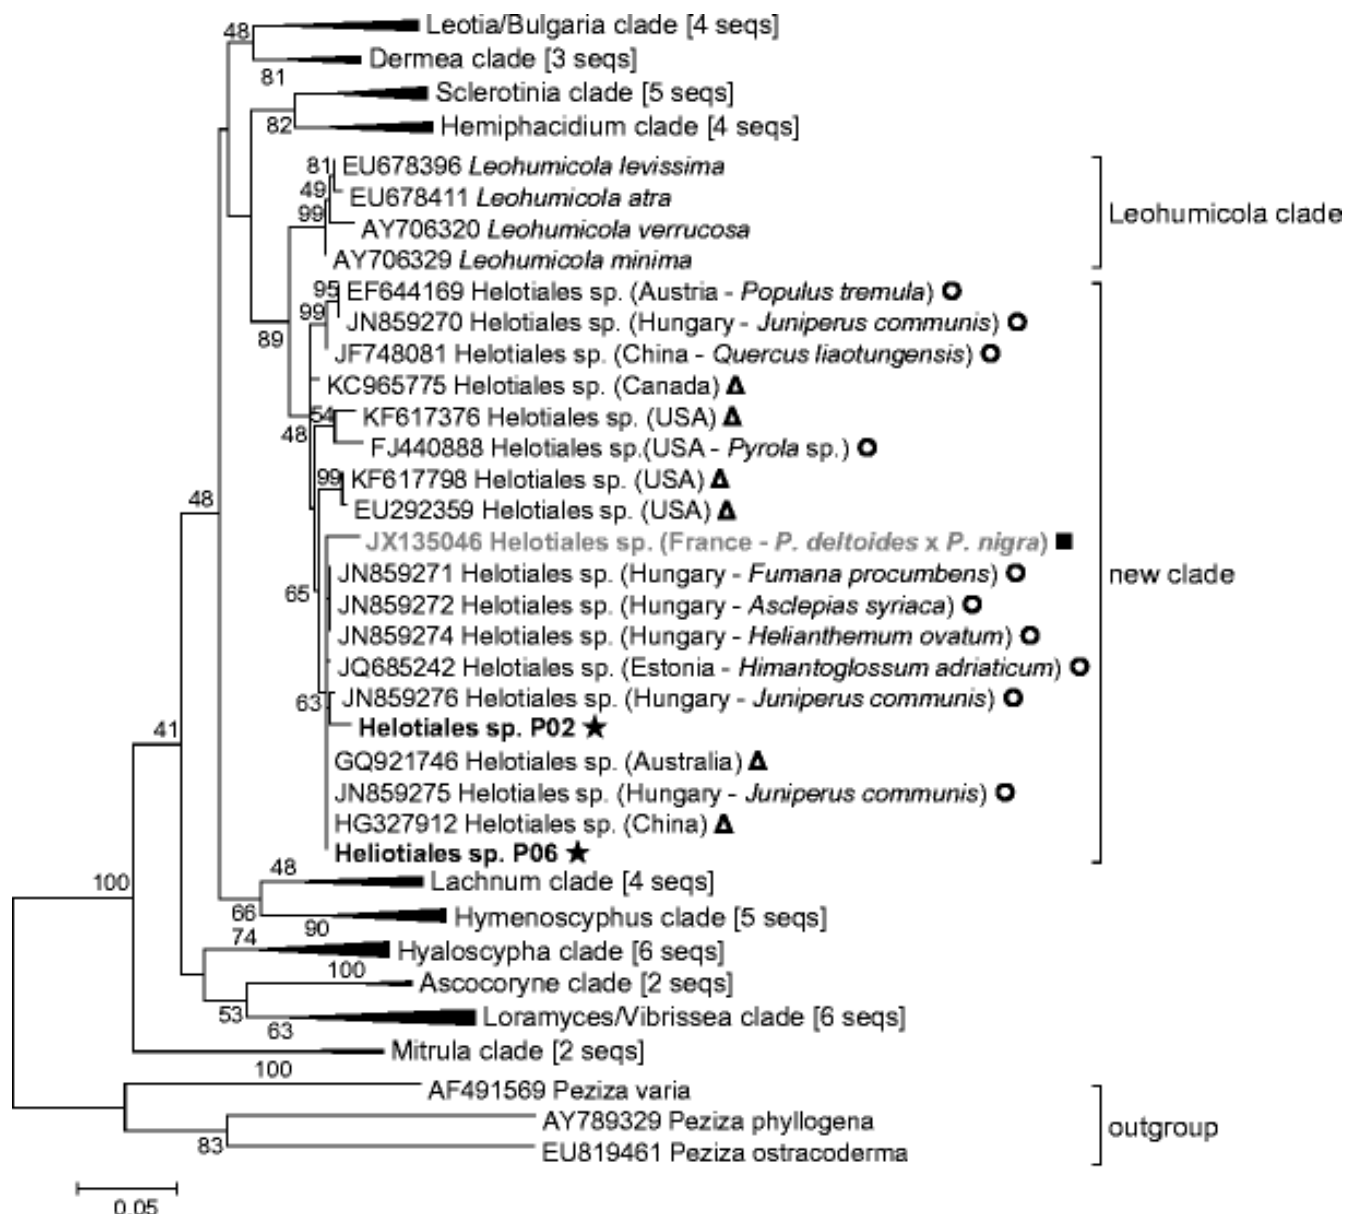 48
Leotia/Bulgaria clade [4 seqs]
Dermea clade [3 seqs]
81
Sclerotinia clade [5 seqs]
82
Hemiphacidium clade [4 seqs]
81 EU678396 Leohumicola levissima
49 EU678411 Leohumicola atra
99 AY706320 Leohumicola verrucosa
AY706329 Leohumicola minima
Leohumicola clade
95 EF644169 Helotiales sp. (Austria - Populus tremula)
99
JN859270 Helotiales sp. (Hungary - Juniperus communis)
89
JF748081 Helotiales sp. (China - Quercus liaotungensis)
KC965775 Helotiales sp. (Canada) Δ
54 KF617376 Helotiales sp. (USA) Δ
48
FJ440888 Helotiales sp.(USA - Pyrola sp.)
99 KF617798 Helotiales sp. (USA) Δ
48
EU292359 Helotiales sp. (USA) Δ
JX135046 Helotiales sp. (France - P. deltoides x P. nigra) ■
JN859271 Helotiales sp. (Hungary - Fumana procumbens)
new clade
65
JN859272 Helotiales sp. (Hungary - Asclepias syriaca)
JN859274 Helotiales sp. (Hungary - Helianthemum ovatum)
JQ685242 Helotiales sp. (Estonia - Himantoglossum adriaticum)
63 JN859276 Helotiales sp. (Hungary - Juniperus communis)
Helotiales sp. P02 ★
41
GQ921746 Helotiales sp. (Australia) Δ
JN859275 Helotiales sp. (Hungary - Juniperus communis)
HG327912 Helotiales sp. (China) Δ
Heliotiales sp. P06 ★
48
100
Lachnum clade [4 seqs]
66
Hymenoscyphus clade [5 seqs]
90
74
Hyaloscypha clade [6 seqs]
100
Ascocoryne clade [2 seqs]
53
Loramyces/Vibrissea clade [6 seqs]
63
Mitrula clade [2 seqs]
100
AF491569 Peziza varia
AY789329 Peziza phyllogena
outgroup
83
EU819461 Peziza ostracoderma
0.05